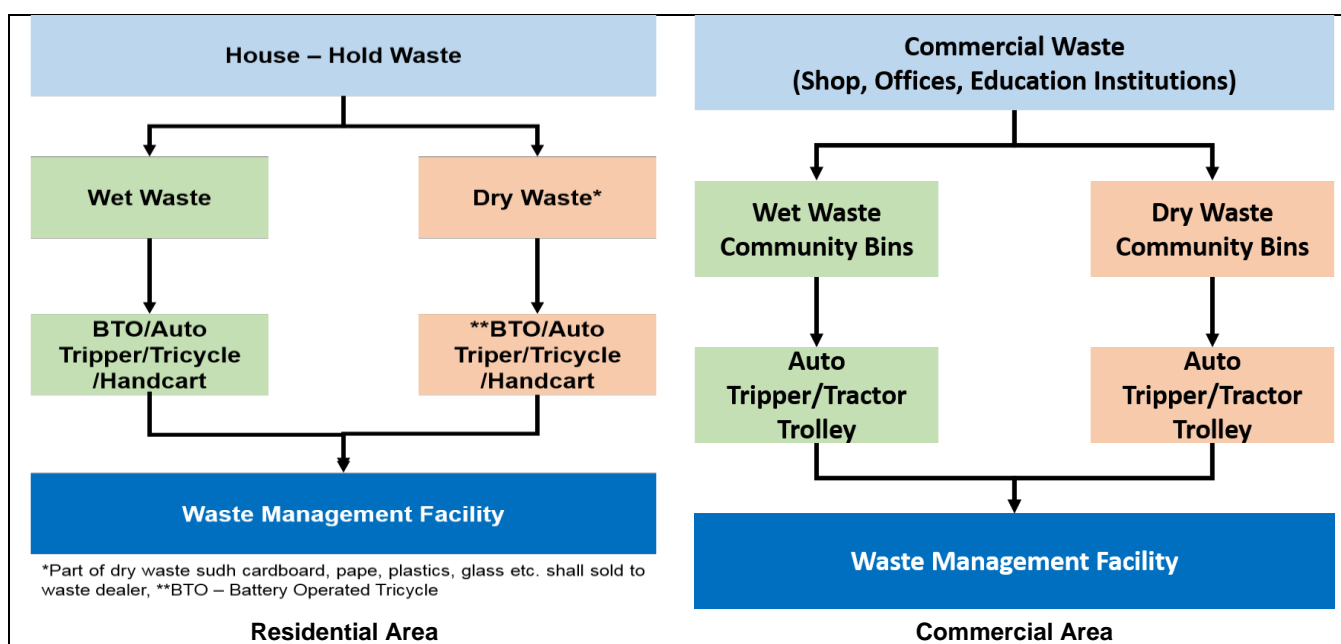 House – Hold Waste
Wet Waste
Dry Waste*
BTO/Auto
Tripper/Tricycle
/Handcart
**BTO/Auto
Triper/Tricycle
/Handcart
Waste Management Facility
*Part of dry waste sudh cardboard, pape, plastics, glass etc. shall sold to
waste dealer, **BTO – Battery Operated Tricycle
Residential Area
Commercial Waste
(Shop, Offices, Education Institutions)
Wet Waste
Community Bins
Dry Waste
Community Bins
Auto
Tripper/Tractor
Trolley
Auto
Tripper/Tractor
Trolley
Waste Management Facility
Commercial Area